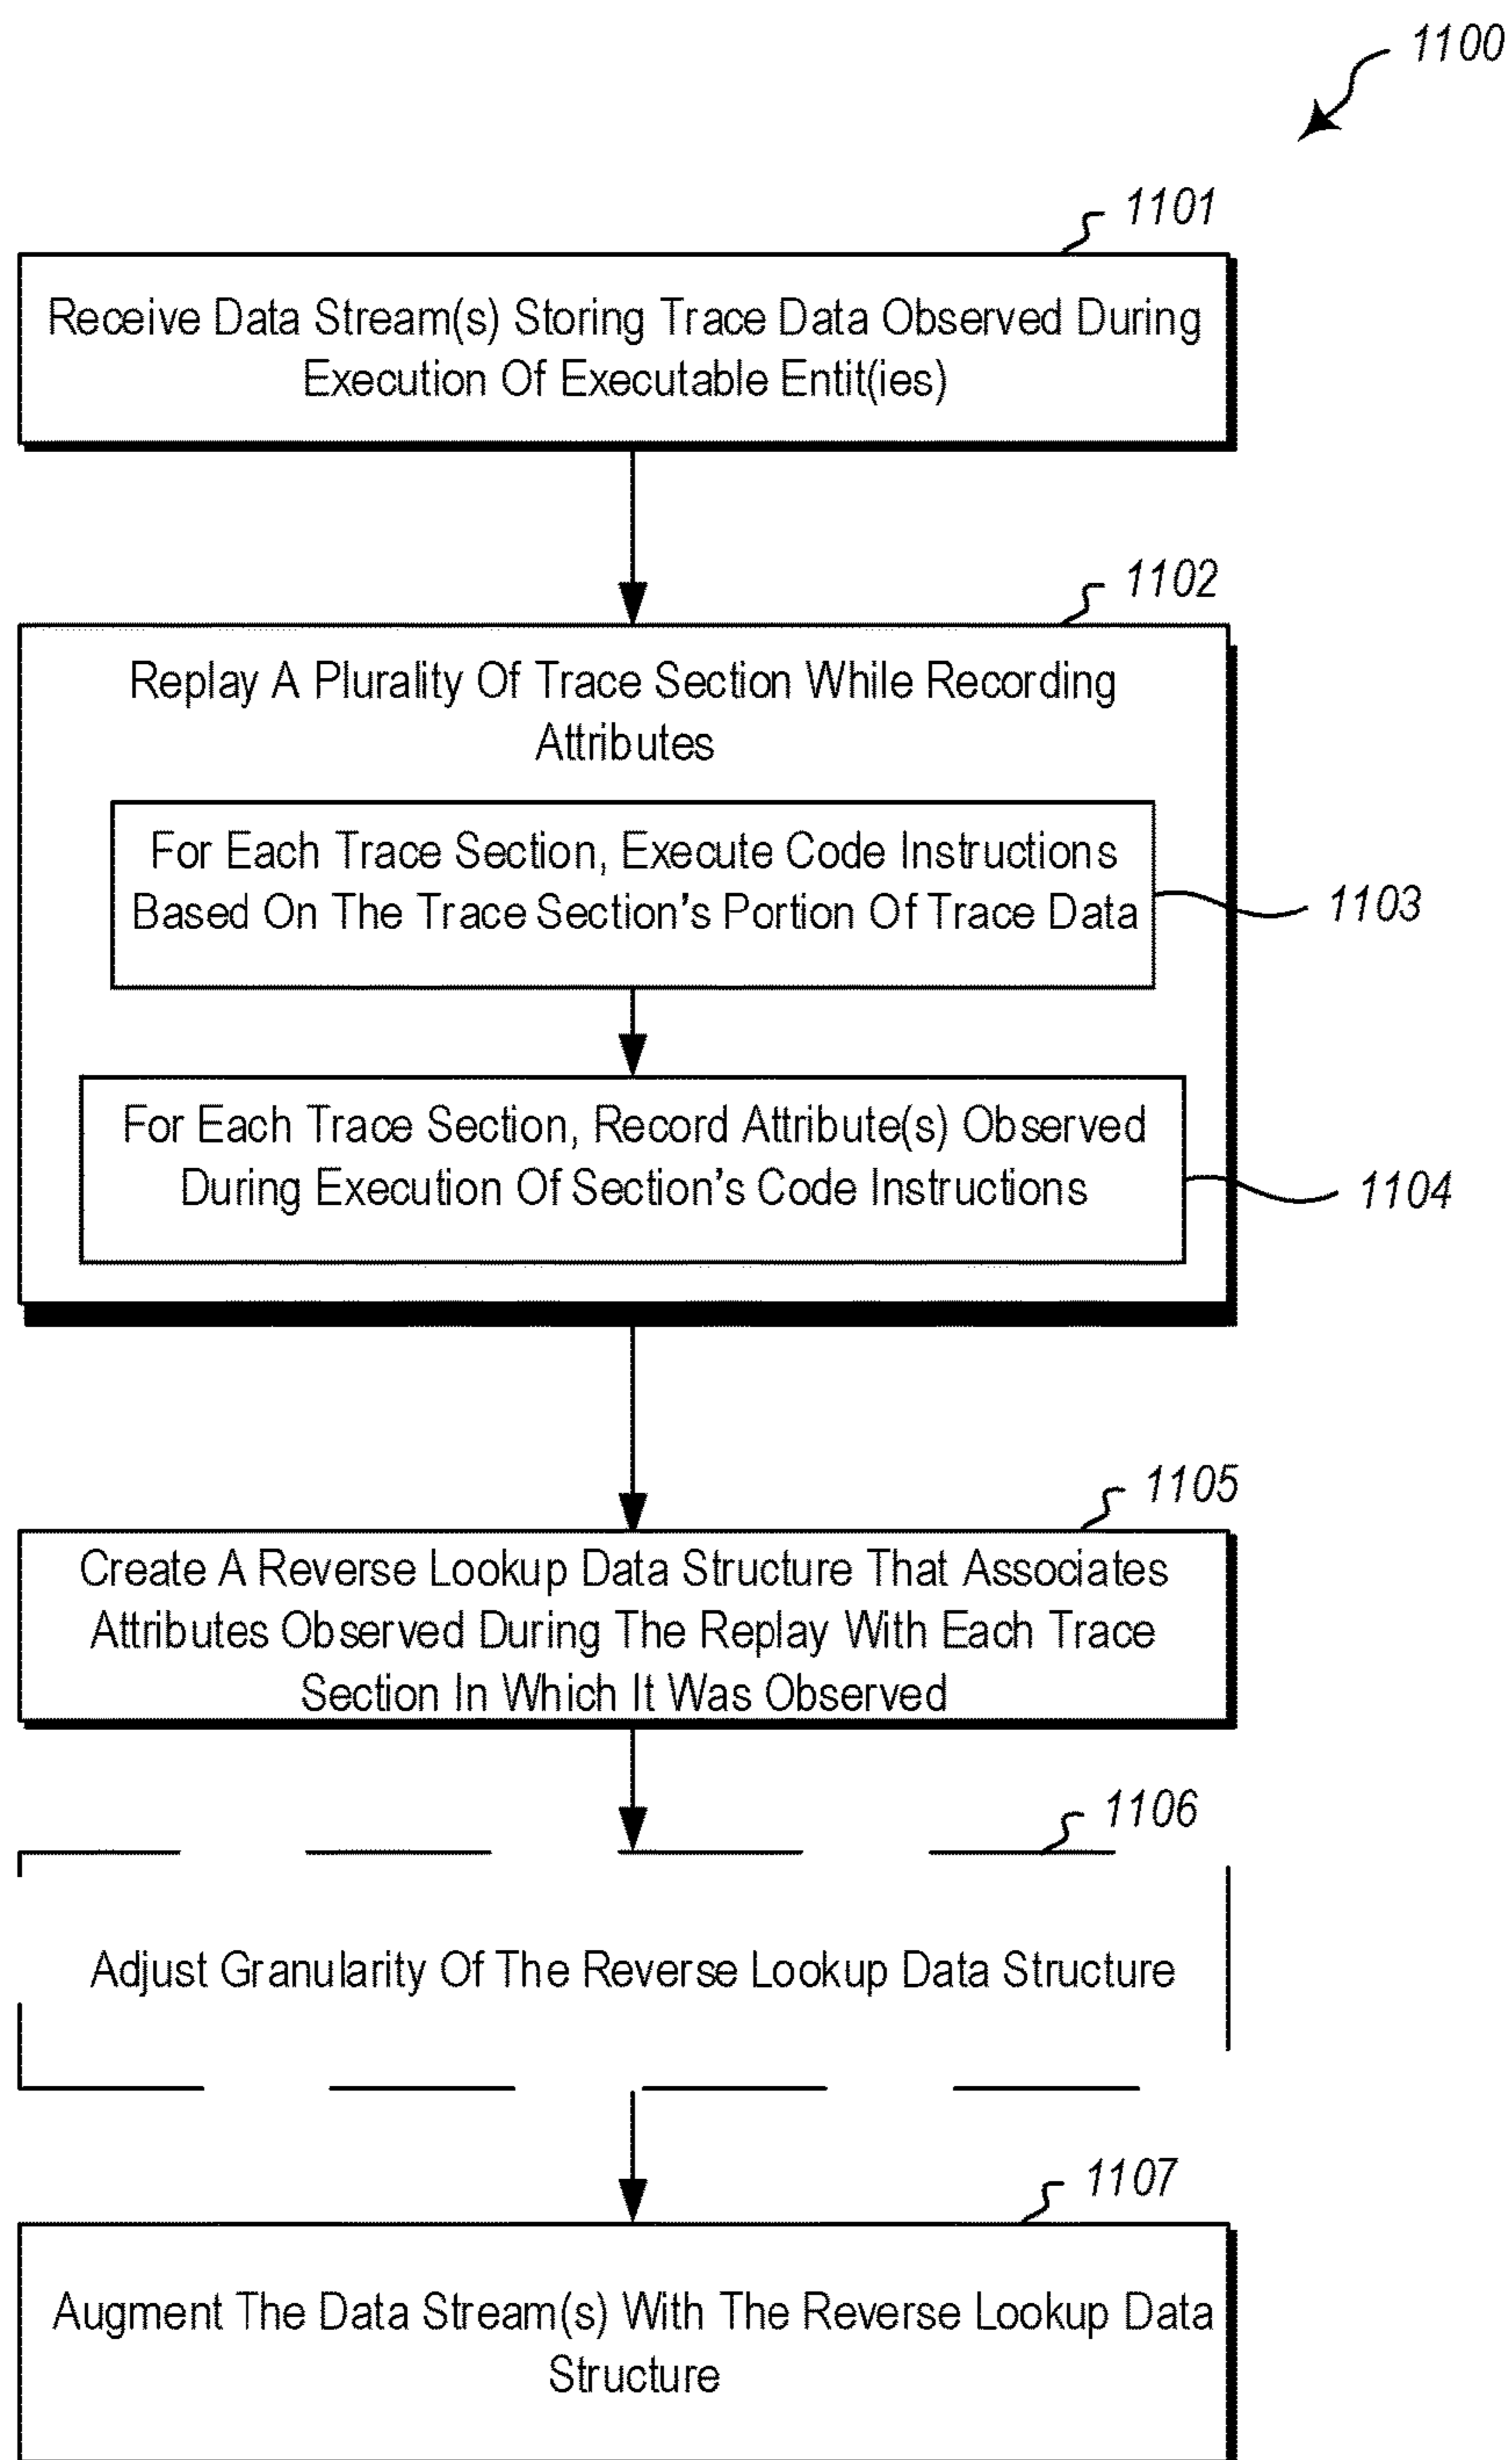 1100
1101
Receive Data Stream(s) Storing Trace Data Observed During
Execution Of Executable Entit(ies)
1102
Replay A Plurality Of Trace Section While Recording
Attributes
For Each Trace Section, Execute Code Instructions
Based On The Trace Section's Portion Of Trace Data
1103
For Each Trace Section, Record Attribute(s) Observed
During Execution Of Section's Code Instructions
1104
1105
Create A Reverse Lookup Data Structure That Associates
Attributes Observed During The Replay With Each Trace
Section In Which It Was Observed
1106
Adjust Granularity Of The Reverse Lookup Data Structure
1107
Augment The Data Stream(s) With The Reverse Lookup Data
Structure